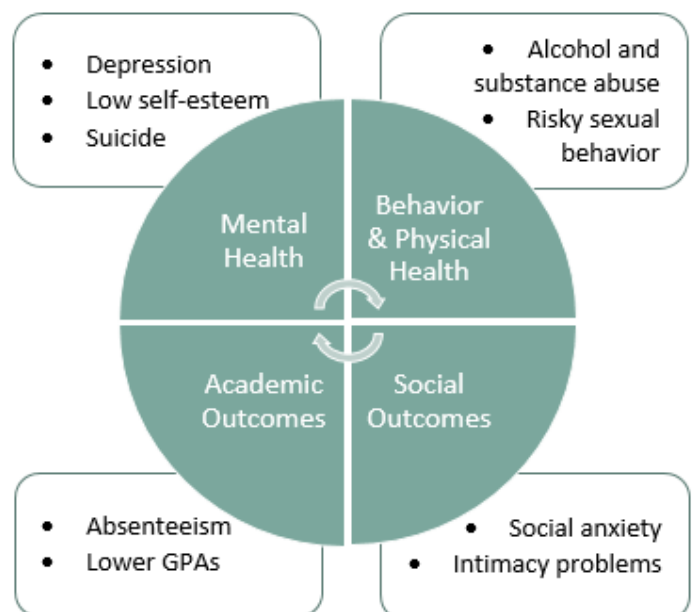 • Depression
• Low self-esteem
• Suicide
• Alcohol and
substance abuse
• Risky sexual
behavior
Mental
Health
Behavior
& Physical
Health
Academic
Outcomes
Social
Outcomes
• Absenteeism
• Lower GPAs
• Social anxiety
• Intimacy problems